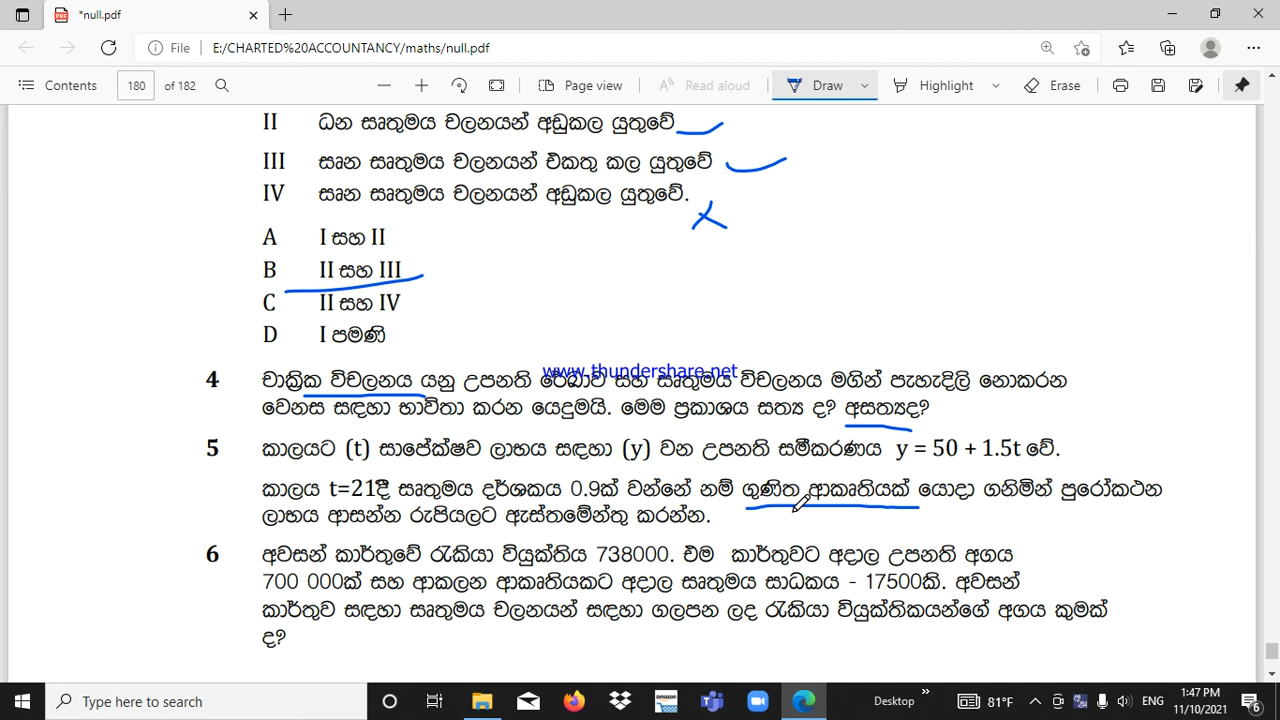 *null.pdf
File E:/CHARTED%20ACCOUNTANCY/maths/null.pdf
Contents 180 of 182 Page view Read aloud Draw Highlight Erase
II ධන සෘතුමය චලනයන් අඩුකල යුතුවේ
III සෘන සෘතුමය චලනයන් එකතු කල යුතුවේ
IV සෘන සෘතුමය චලනයන් අඩුකල යුතුවේ.
A I සහ II
B II සහ III
C II සහ IV
D I පමණි
www.thundershare.net
4 චාක්‍රික විචලනය යනු උපනති රේඛාව සහ සෘතුමය විචලනය මගින් පැහැදිලි නොකරන
වෙනස සඳහා භාවිතා කරන යෙදුමයි. මෙම ප්‍රකාශය සත්‍ය ද? අසත්‍යද?
5 කාලයට (t) සාපේක්ෂව ලාභය සඳහා (y) වන උපනති සමීකරණය y = 50 + 1.5t වේ.
කාලය t=21දී සෘතුමය දර්ශකය 0.9ක් වන්නේ නම් ගුණිත ආකෘතියක් යොදා ගනිමින් පුරෝකථන
ලාභය ආසන්න රුපියලට ඇස්තමේන්තු කරන්න.
6 අවසන් කාර්තුවේ රැකියා වියුක්තිය 738000. එම කාර්තුවට අදාල උපනති අගය
700 000ක් සහ ආකලන ආකෘතියකට අදාල සෘතුමය සාධකය - 17500කි. අවසන්
කාර්තුව සඳහා සෘතුමය චලනයන් සඳහා ගලපන ලද රැකියා වියුක්තිකයන්ගේ අගය කුමක්
ද?
Type here to search
Desktop
81°F
ENG
1:47 PM
11/10/2021
6